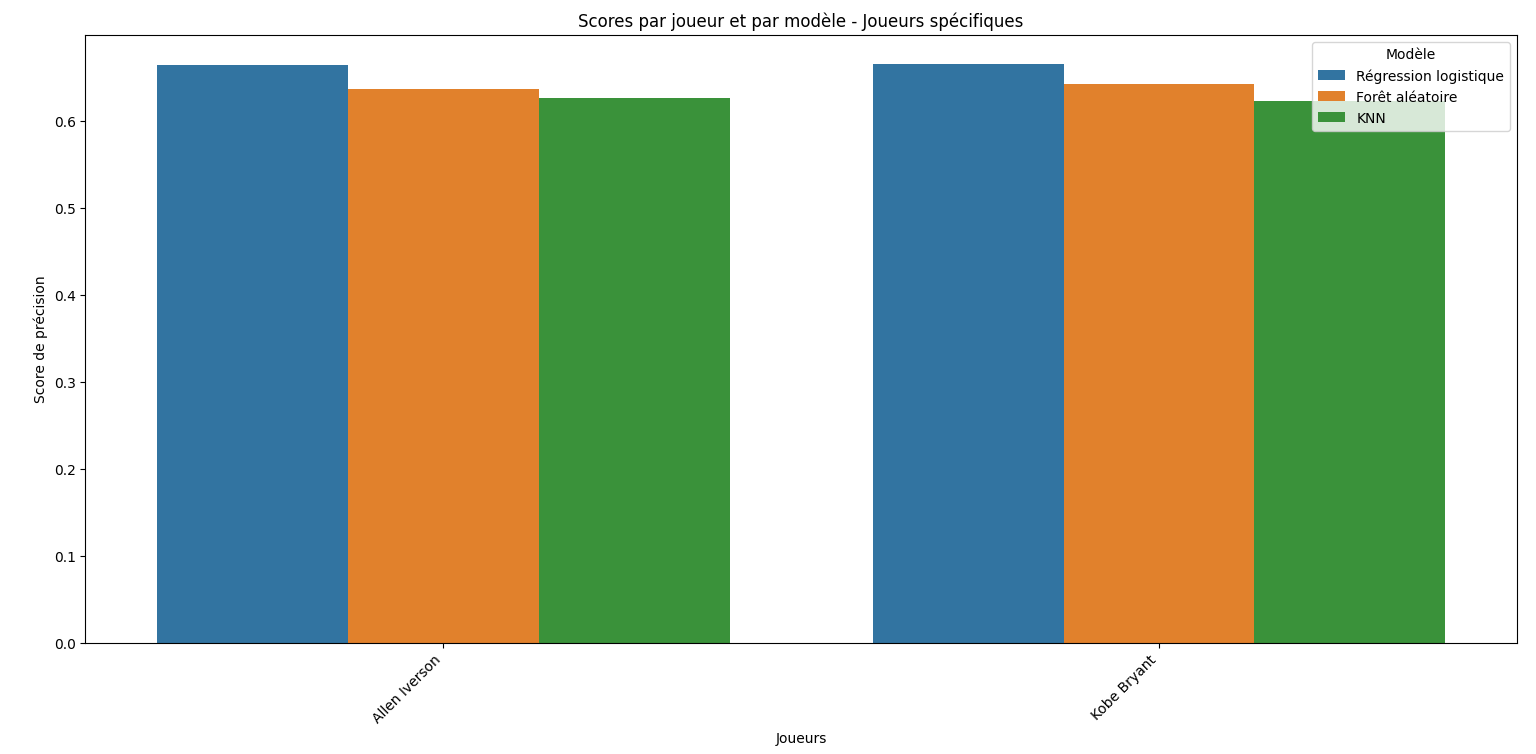 Scores par joueur et par modèle - Joueurs spécifiques
Modèle
Régression logistique
Forêt aléatoire
KNN
Score de précision
0.6
0.5
0.4
0.3
0.2
0.1
0.0
Allen Iverson
Kobe Bryant
Joueurs